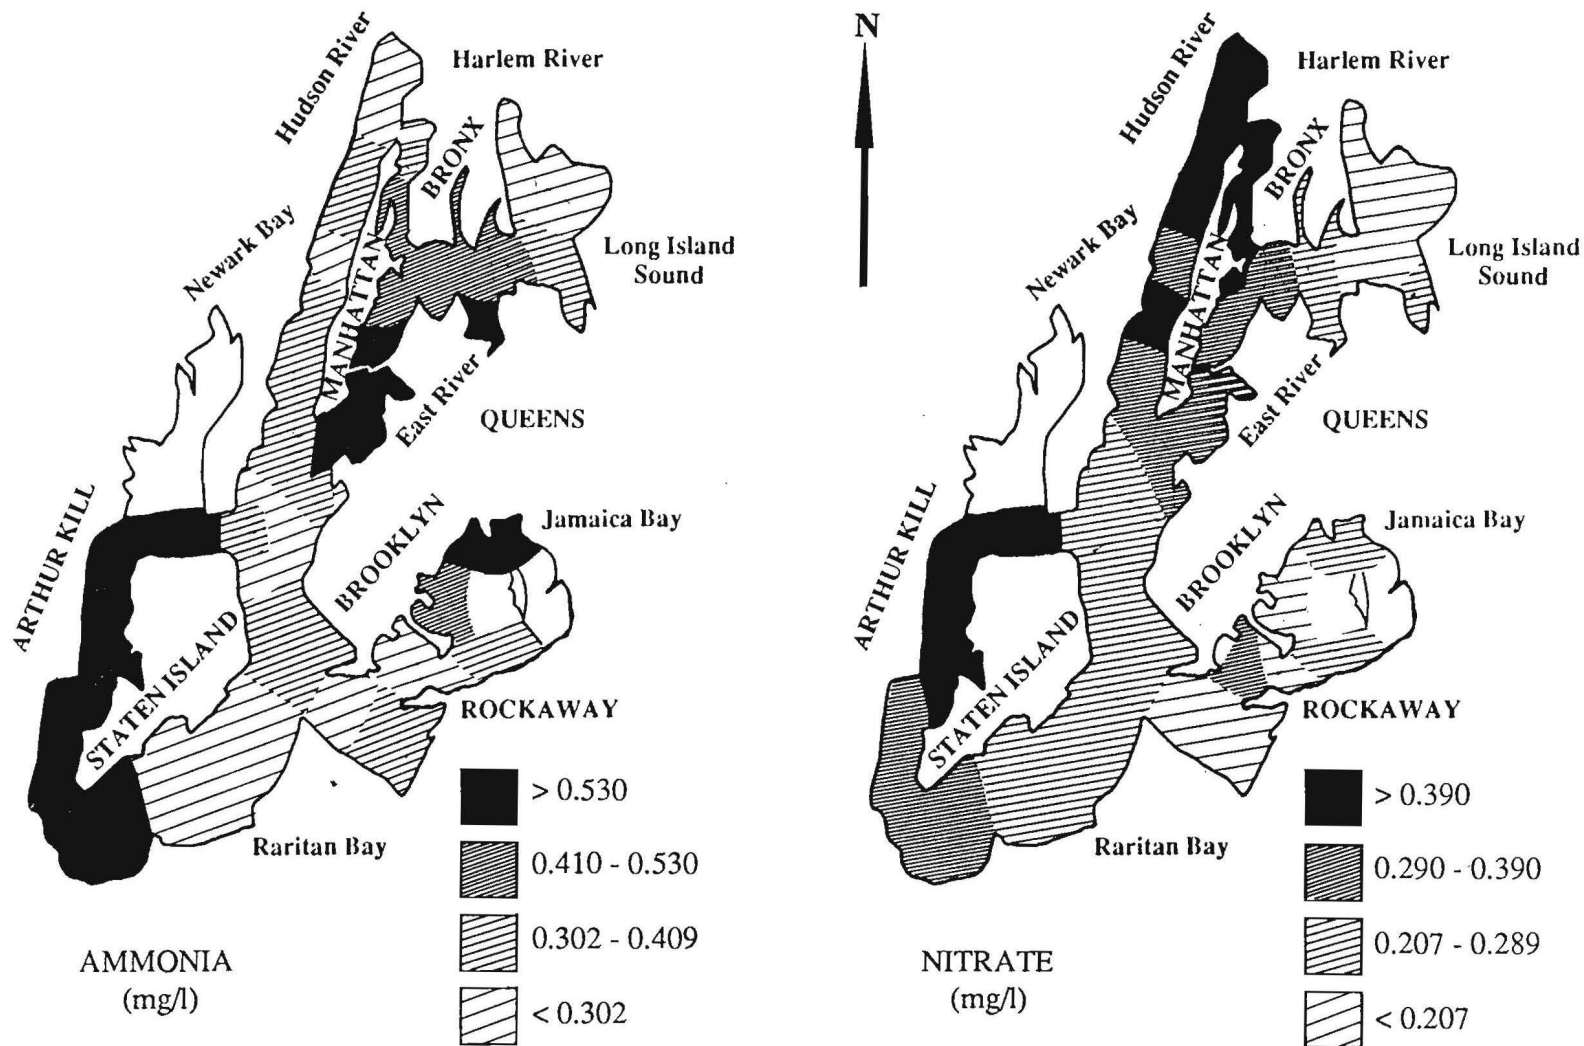 Hudson River
Harlem River
BRONX
Newark Bay
MANHATTAN
Long Island
Sound
East River
QUEENS
ARTHUR KILL
BROOKLYN
Jamaica Bay
STATEN ISLAND
ROCKAWAY
Raritan Bay
> 0.530
0.410 - 0.530
0.302 - 0.409
< 0.302
AMMONIA
(mg/l)
N
Hudson River
Harlem River
BRONX
Newark Bay
MANHATTAN
Long Island
Sound
East River
QUEENS
ARTHUR KILL
BROOKLYN
Jamaica Bay
STATEN ISLAND
ROCKAWAY
Raritan Bay
> 0.390
0.290 - 0.390
0.207 - 0.289
< 0.207
NITRATE
(mg/l)